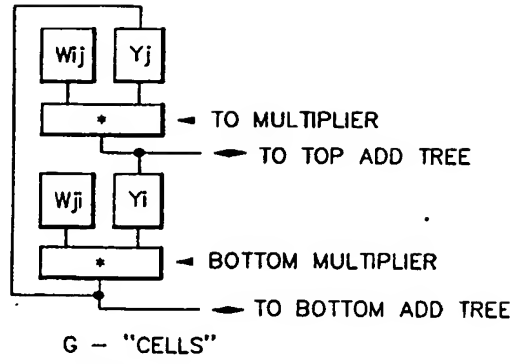 Wij Yj
*
TO MULTIPLIER
TO TOP ADD TREE
Wji Yi
*
BOTTOM MULTIPLIER
TO BOTTOM ADD TREE
G – "CELLS"